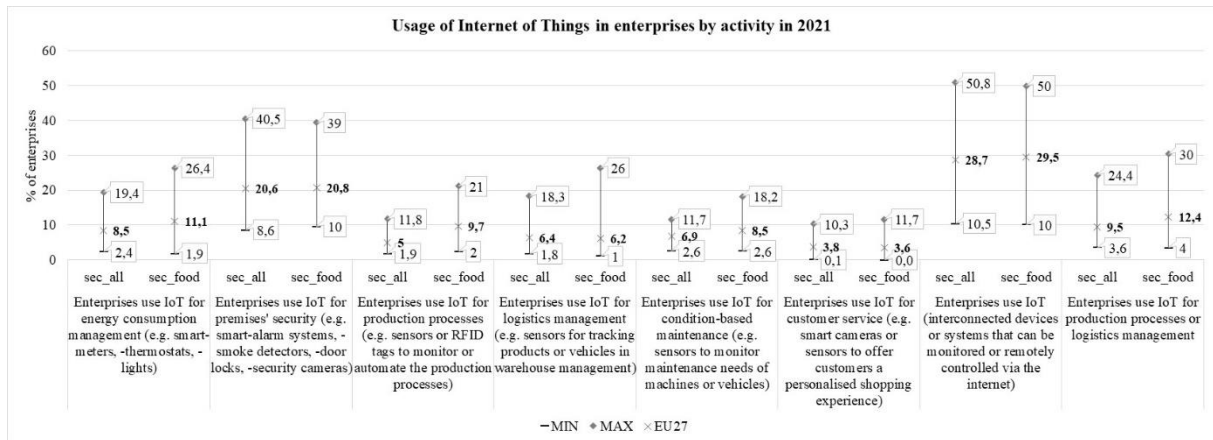 Usage of Internet of Things in enterprises by activity in 2021
% of enterprises
60
50
40
30
20
10
0
19,4
8,5
2,4
26,4
11,1
1,9
40,5
20,6
8,6
39
20,8
10
11,8
5
1,9
21
9,7
2
18,3
6,4
1,8
26
6,2
1
11,7
6,9
2,6
18,2
8,5
2,6
10,3
3,8
0,1
11,7
3,6
0,0
50,8
28,7
10,5
50
29,5
10
24,4
9,5
3,6
30
12,4
4
sec_all sec_food sec_all sec_food sec_all sec_food sec_all sec_food sec_all sec_food sec_all sec_food sec_all sec_food sec_all sec_food
Enterprises use IoT for
energy consumption
management (e.g. smart-
meters, -thermostats, -
lights)
Enterprises use IoT for
premises' security (e.g.
smart-alarm systems, -
smoke detectors, -door
locks, -security cameras)
Enterprises use IoT for
production processes
(e.g. sensors or RFID
tags to monitor or
automate the production
processes)
Enterprises use IoT for
logistics management
(e.g. sensors for tracking
products or vehicles in
warehouse management)
Enterprises use IoT for
condition-based
maintenance (e.g.
sensors to monitor
maintenance needs of
machines or vehicles)
Enterprises use IoT for
customer service (e.g.
smart cameras or
sensors to offer
customers a
personalised shopping
experience)
Enterprises use IoT
(interconnected devices
or systems that can be
monitored or remotely
controlled via the
internet)
Enterprises use IoT for
production processes or
logistics management
MIN MAX EU27